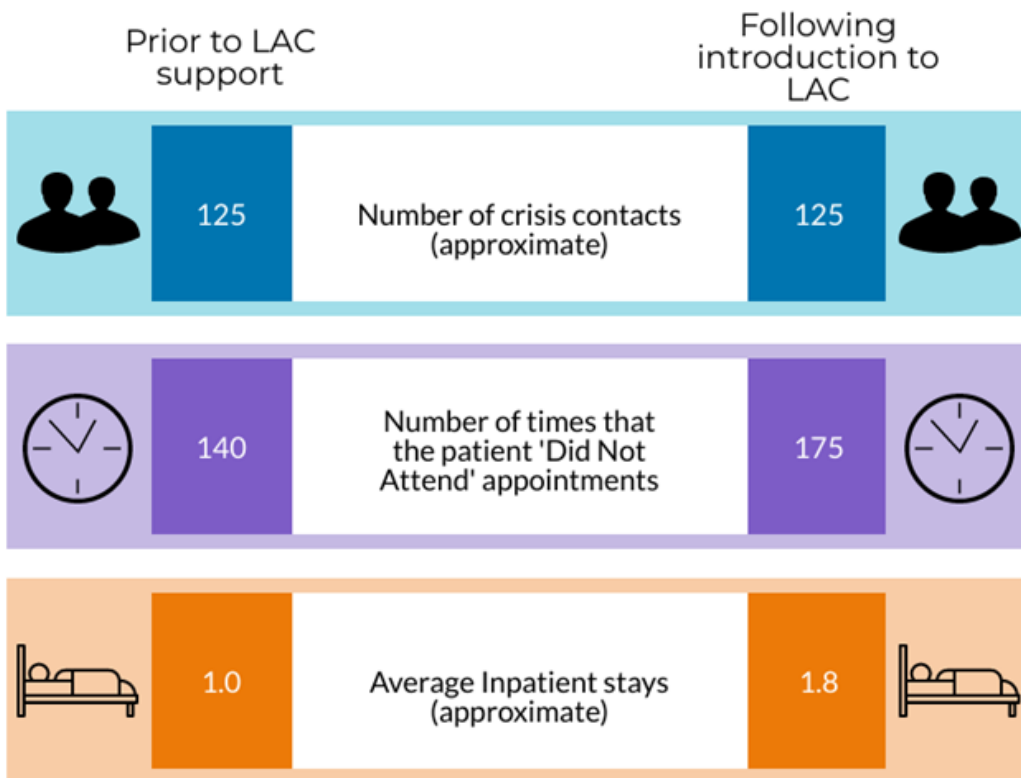 Prior to LAC
support
Following
introduction to
LAC
125
Number of crisis contacts
(approximate)
125
140
Number of times that
the patient 'Did Not
Attend' appointments
175
1.0
Average Inpatient stays
(approximate)
1.8